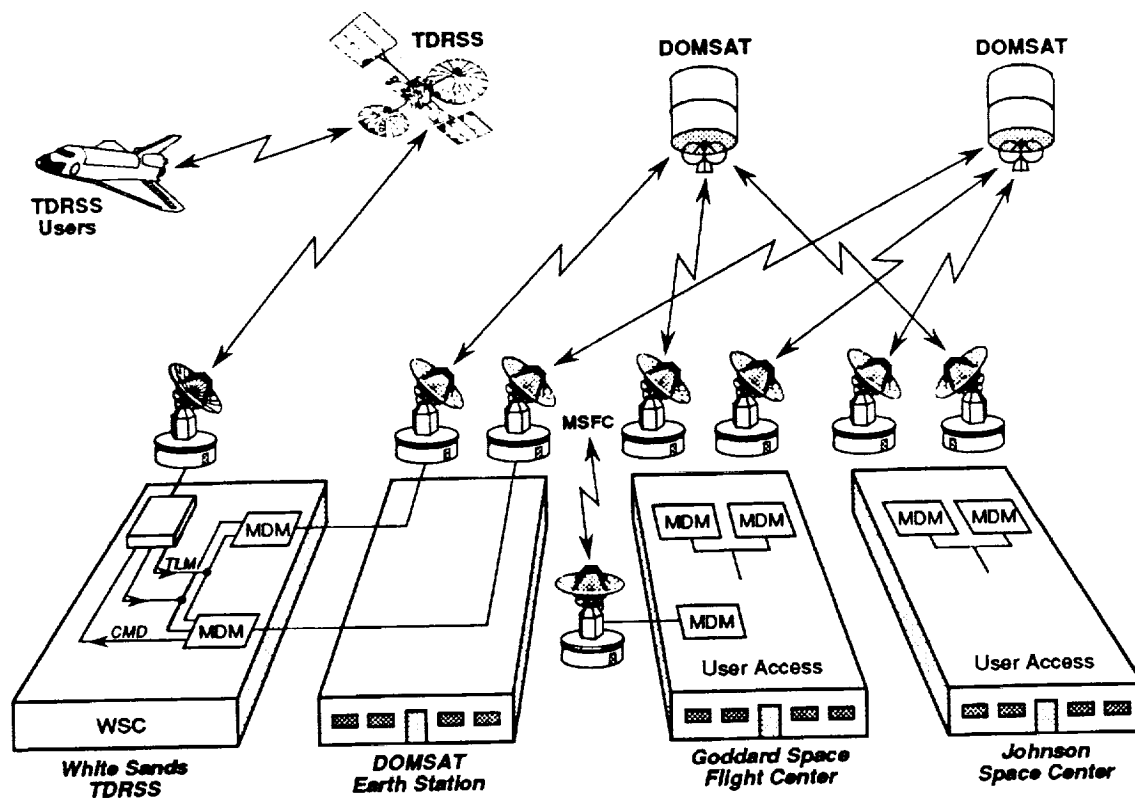 TDRSS
DOMSAT
DOMSAT
TDRSS
Users
MSFC
MDM
TLM
MDM
CMD
MDM
MDM
MDM
MDM
MDM
User Access
User Access
WSC
White Sands
TDRSS
DOMSAT
Earth Station
Goddard Space
Flight Center
Johnson
Space Center